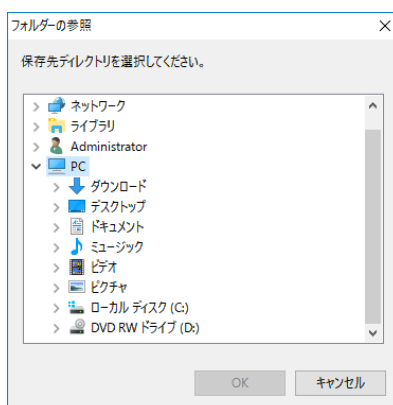 フォルダーの参照
保存先ディレクトリを選択してください。
ネットワーク
ライブラリ
Administrator
PC
ダウンロード
デスクトップ
ドキュメント
ミュージック
ビデオ
ピクチャ
ローカル ディスク (C:)
DVD RW ドライブ (D:)
OK
キャンセル